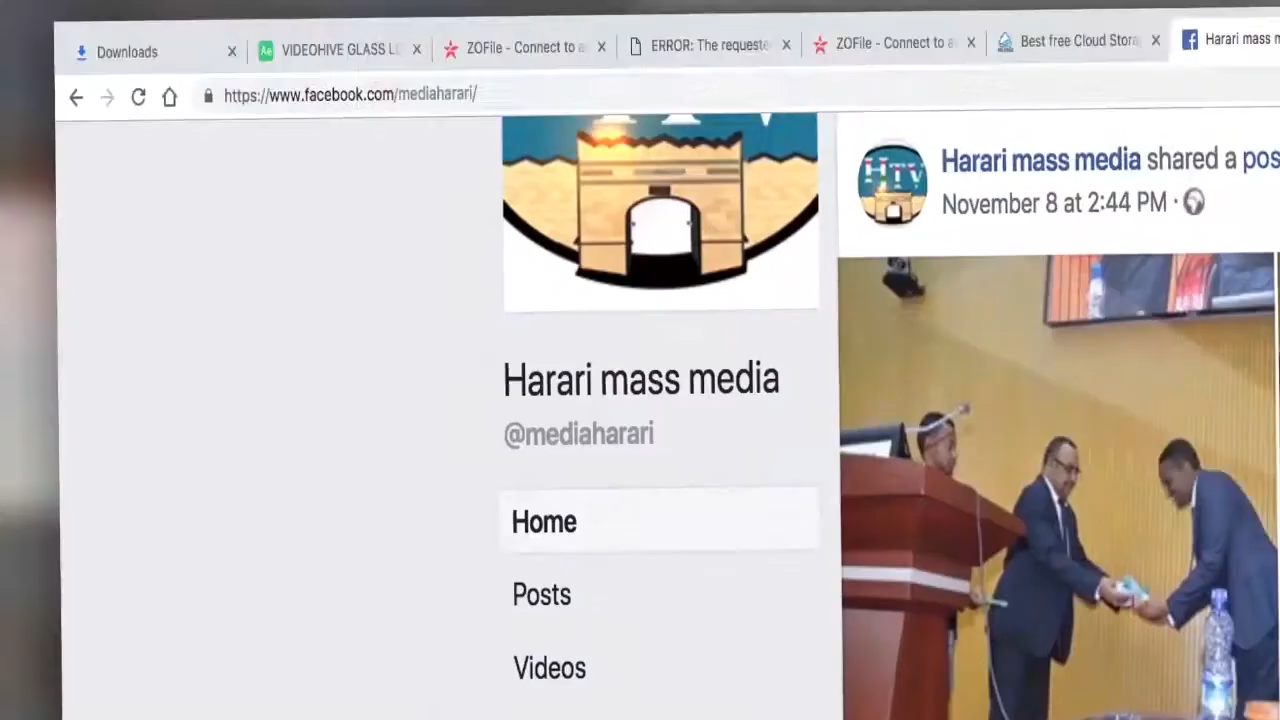 Downloads
VIDEOHIVE GLASS L
ZOFile - Connect to a
ERROR: The requeste
ZOFile - Connect to a
Best free Cloud Stora
Harari mass m
https://www.facebook.com/mediaharari/
Harari mass media shared a pos
November 8 at 2:44 PM ·
HTV
Harari mass media
@mediaharari
Home
Posts
Videos